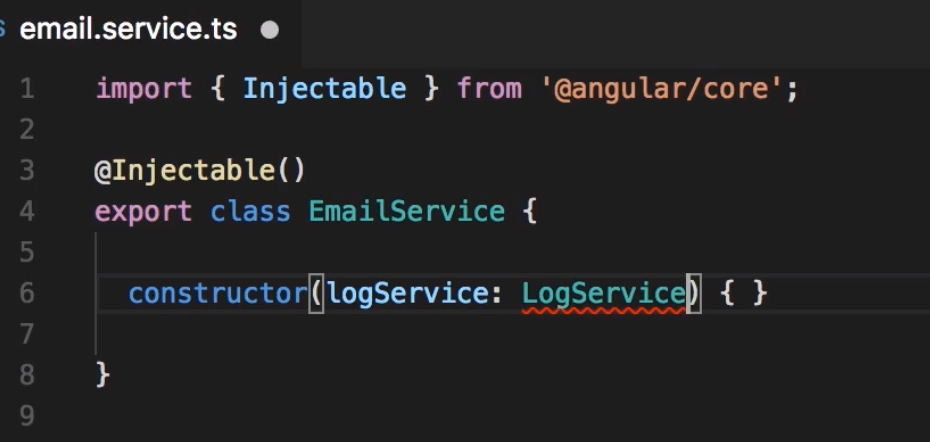 email.service.ts
1 import { Injectable } from '@angular/core';
2
3 @Injectable()
4 export class EmailService {
5
6 constructor(logService: LogService) { }
7
8 }
9